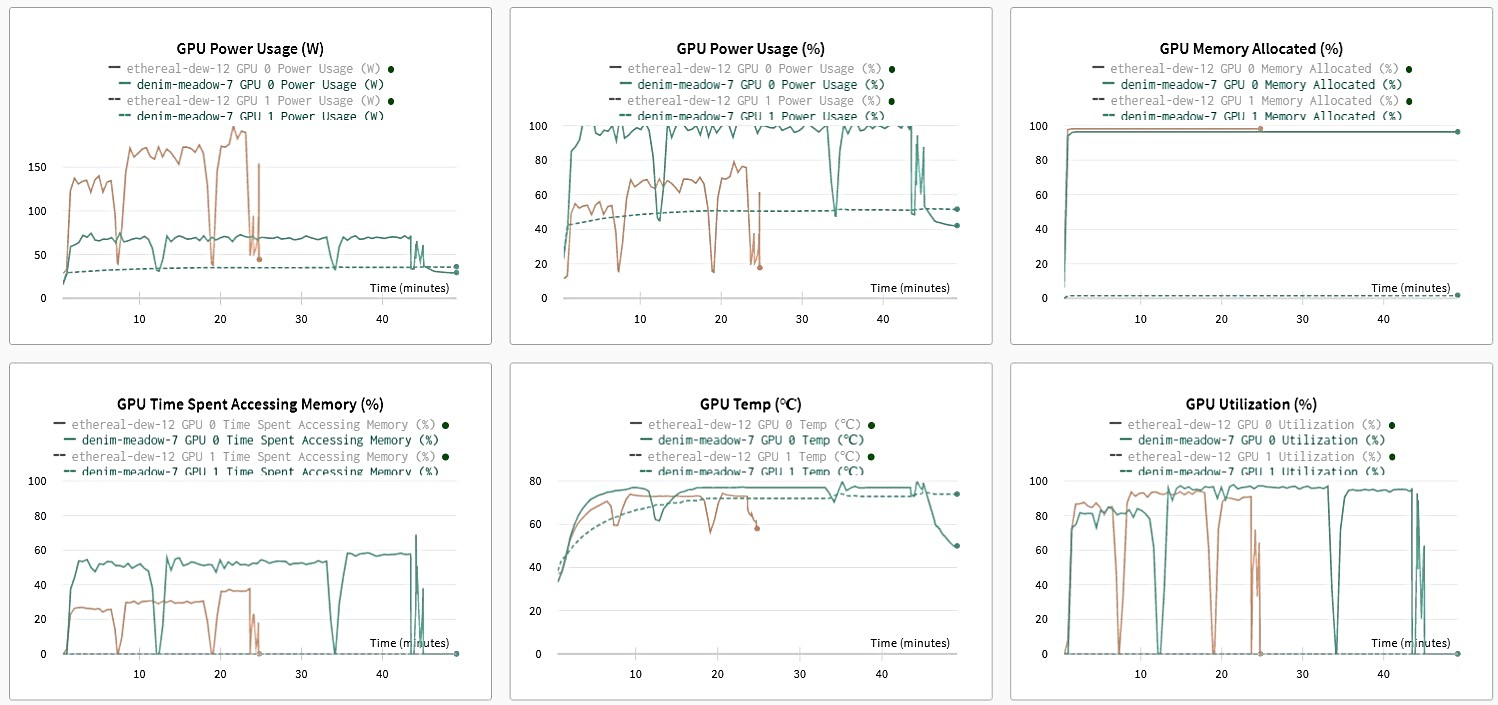 GPU Power Usage (W)
ethereal-dew-12 GPU 0 Power Usage (W)
denim-meadow-7 GPU 0 Power Usage (W)
ethereal-dew-12 GPU 1 Power Usage (W)
denim-meadow-7 GPU 1 Power Usage (W)
150
100
50
0
Time (minutes)
10 20 30 40
GPU Power Usage (%)
ethereal-dew-12 GPU 0 Power Usage (%)
denim-meadow-7 GPU 0 Power Usage (%)
ethereal-dew-12 GPU 1 Power Usage (%)
denim-meadow-7 GPU 1 Power Usage (%)
100
80
60
40
20
0
Time (minutes)
10 20 30 40
GPU Memory Allocated (%)
ethereal-dew-12 GPU 0 Memory Allocated (%)
denim-meadow-7 GPU 0 Memory Allocated (%)
ethereal-dew-12 GPU 1 Memory Allocated (%)
denim-meadow-7 GPU 1 Memory Allocated (%)
100
80
60
40
20
0
Time (minutes)
10 20 30 40
GPU Time Spent Accessing Memory (%)
ethereal-dew-12 GPU 0 Time Spent Accessing Memory (%)
denim-meadow-7 GPU 0 Time Spent Accessing Memory (%)
ethereal-dew-12 GPU 1 Time Spent Accessing Memory (%)
denim-meadow-7 GPU 1 Time Spent Accessing Memory (%)
100
80
60
40
20
0
Time (minutes)
10 20 30 40
GPU Temp (℃)
ethereal-dew-12 GPU 0 Temp (℃)
denim-meadow-7 GPU 0 Temp (℃)
ethereal-dew-12 GPU 1 Temp (℃)
denim-meadow-7 GPU 1 Temp (℃)
80
60
40
20
0
Time (minutes)
10 20 30 40
GPU Utilization (%)
ethereal-dew-12 GPU 0 Utilization (%)
denim-meadow-7 GPU 0 Utilization (%)
ethereal-dew-12 GPU 1 Utilization (%)
denim-meadow-7 GPU 1 Utilization (%)
100
80
60
40
20
0
Time (minutes)
10 20 30 40